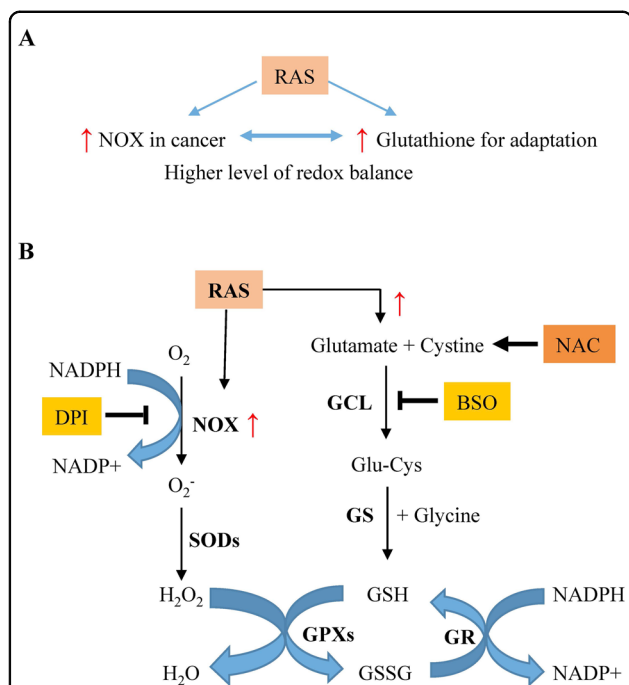 A
RAS
↑ NOX in cancer ↑ Glutathione for adaptation
Higher level of redox balance
B
RAS
↑
O₂ Glutamate + Cystine NAC
NADPH
DPI NOX ↑ GCL BSO
NADP+
O₂⁻ Glu-Cys
GS + Glycine
SODs
H₂O₂ GSH NADPH
GPXs GR
H₂O GSSG NADP+